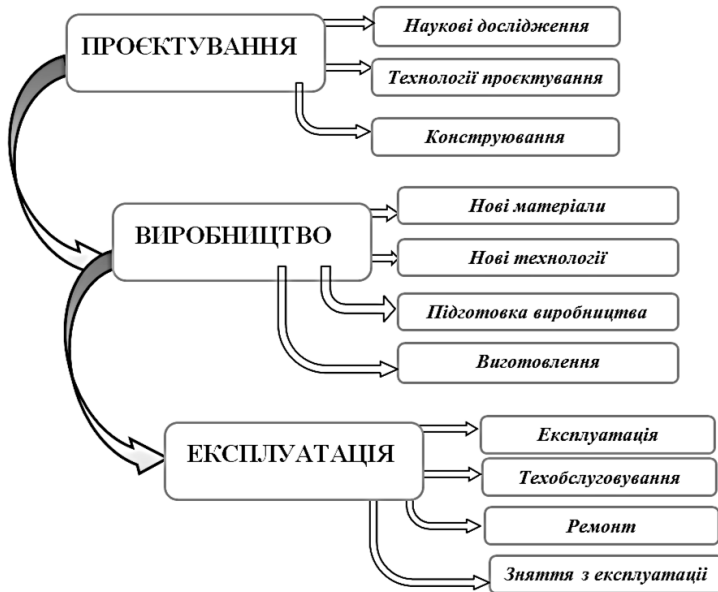 ПРОЄКТУВАННЯ
Наукові дослідження
Технології проєктування
Конструювання
ВИРОБНИЦТВО
Нові матеріали
Нові технології
Підготовка виробництва
Виготовлення
ЕКСПЛУАТАЦІЯ
Експлуатація
Техобслуговування
Ремонт
Зняття з експлуатації